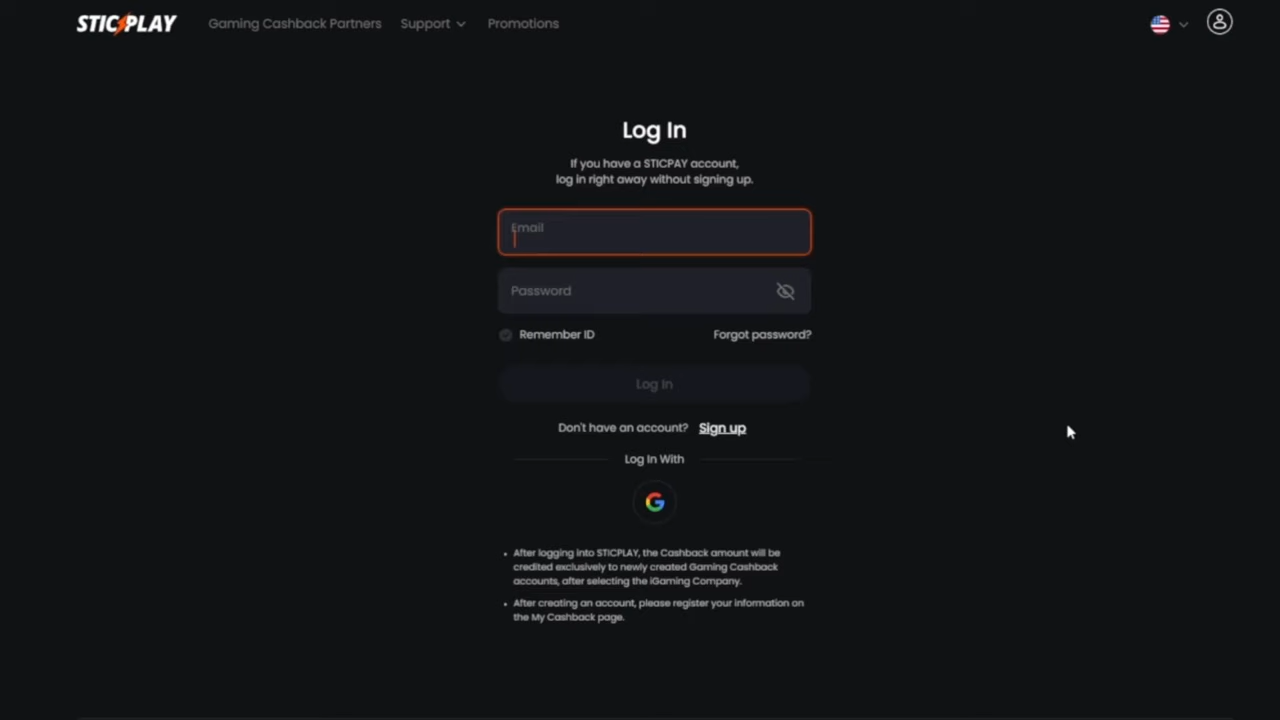 STICPLAY
Gaming Cashback Partners
Support
Promotions
Log In
If you have a STICPAY account,
log in right away without signing up.
Email
Password
Remember ID
Forgot password?
Log In
Don't have an account? Sign up
Log In With
G
• After logging into STICPLAY, the Cashback amount will be
credited exclusively to newly created Gaming Cashback
accounts, after selecting the iGaming Company.
• After creating an account, please register your information on
the My Cashback page.